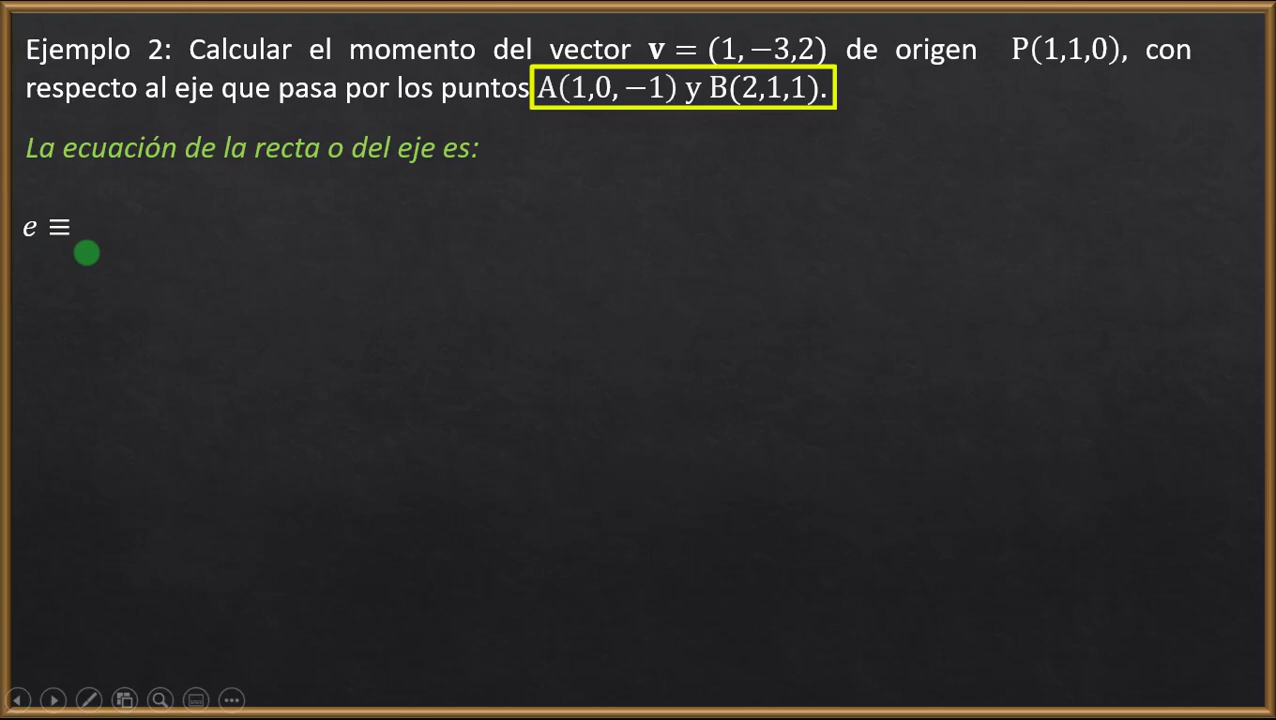 Ejemplo 2: Calcular el momento del vector 𝐯 = (1, −3,2) de origen P(1,1,0), con
respecto al eje que pasa por los puntos A(1,0, −1) y B(2,1,1).
La ecuación de la recta o del eje es:
e ≡